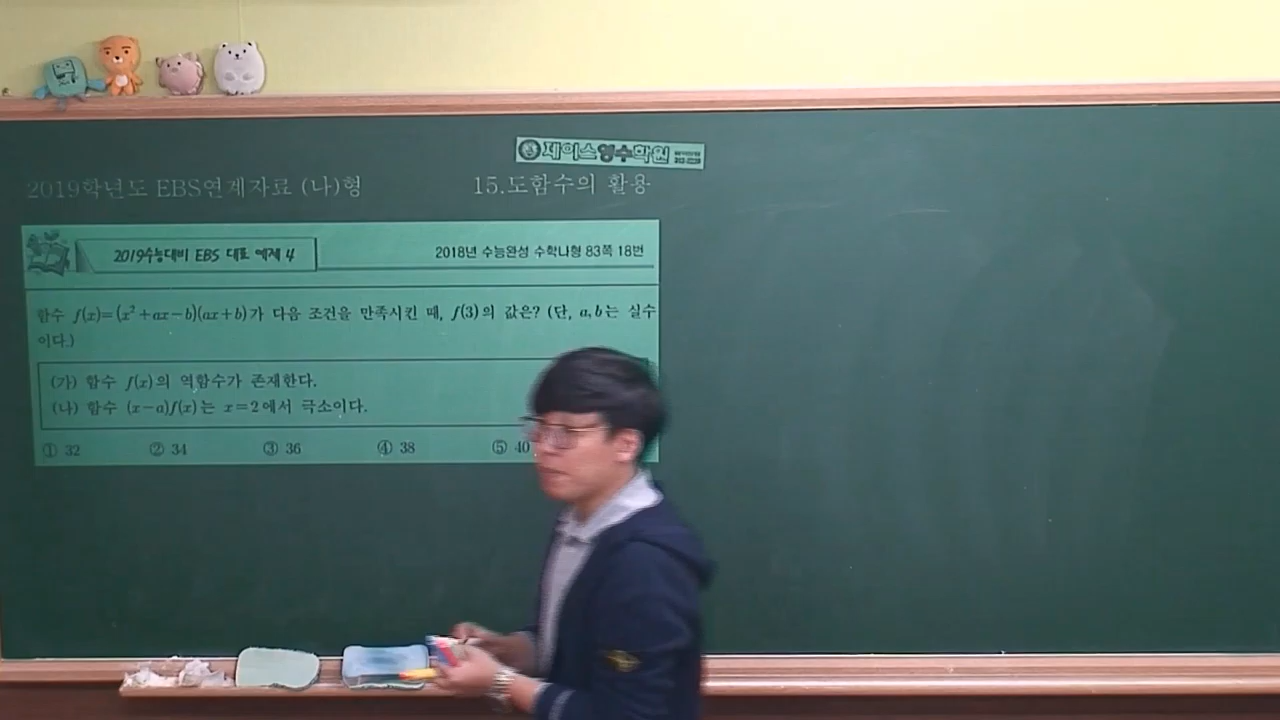 제이스영수학원
2019학년도 EBS연계자료 (나)형 15.도함수의 활용
2019수능대비 EBS 대표 예제 4 2018년 수능완성 수학나형 83쪽 18번
함수 f(x)=(x²+ax-b)(ax+b)가 다음 조건을 만족시킨 때, f(3)의 값은? (단, a, b는 실수
이다.)
(가) 함수 f(x)의 역함수가 존재한다.
(나) 함수 (x-a)f(x)는 x=2에서 극소이다.
① 32 ② 34 ③ 36 ④ 38 ⑤ 40